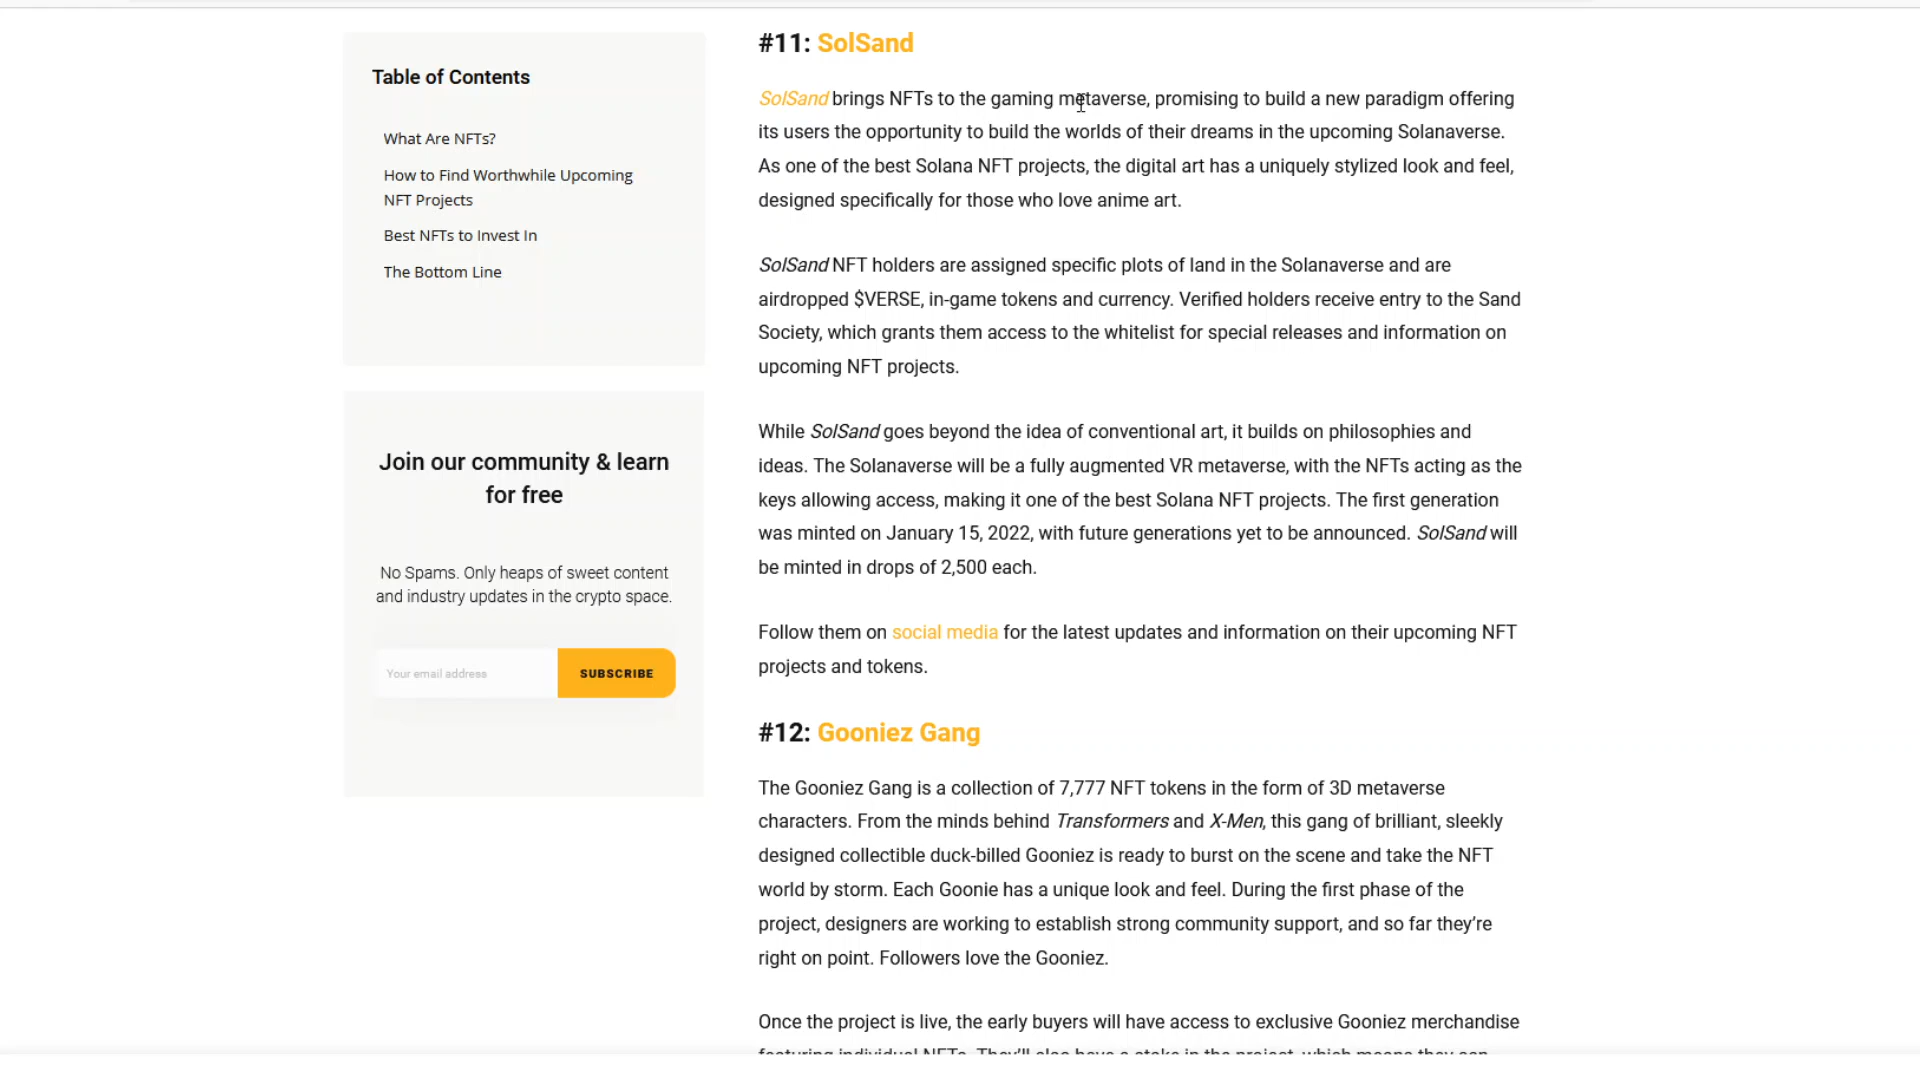 Table of Contents
What Are NFTs?
How to Find Worthwhile Upcoming
NFT Projects
Best NFTs to Invest In
The Bottom Line
Join our community & learn
for free
No Spams. Only heaps of sweet content
and industry updates in the crypto space.
Your email address
SUBSCRIBE
#11: SolSand
SolSand brings NFTs to the gaming metaverse, promising to build a new paradigm offering
its users the opportunity to build the worlds of their dreams in the upcoming Solanaverse.
As one of the best Solana NFT projects, the digital art has a uniquely stylized look and feel,
designed specifically for those who love anime art.
SolSand NFT holders are assigned specific plots of land in the Solanaverse and are
airdropped $VERSE, in-game tokens and currency. Verified holders receive entry to the Sand
Society, which grants them access to the whitelist for special releases and information on
upcoming NFT projects.
While SolSand goes beyond the idea of conventional art, it builds on philosophies and
ideas. The Solanaverse will be a fully augmented VR metaverse, with the NFTs acting as the
keys allowing access, making it one of the best Solana NFT projects. The first generation
was minted on January 15, 2022, with future generations yet to be announced. SolSand will
be minted in drops of 2,500 each.
Follow them on social media for the latest updates and information on their upcoming NFT
projects and tokens.
#12: Gooniez Gang
The Gooniez Gang is a collection of 7,777 NFT tokens in the form of 3D metaverse
characters. From the minds behind Transformers and X-Men, this gang of brilliant, sleekly
designed collectible duck-billed Gooniez is ready to burst on the scene and take the NFT
world by storm. Each Goonie has a unique look and feel. During the first phase of the
project, designers are working to establish strong community support, and so far they're
right on point. Followers love the Gooniez.
Once the project is live, the early buyers will have access to exclusive Gooniez merchandise
featuring individual NFTs. They'll also have a stake in the project, which means they can